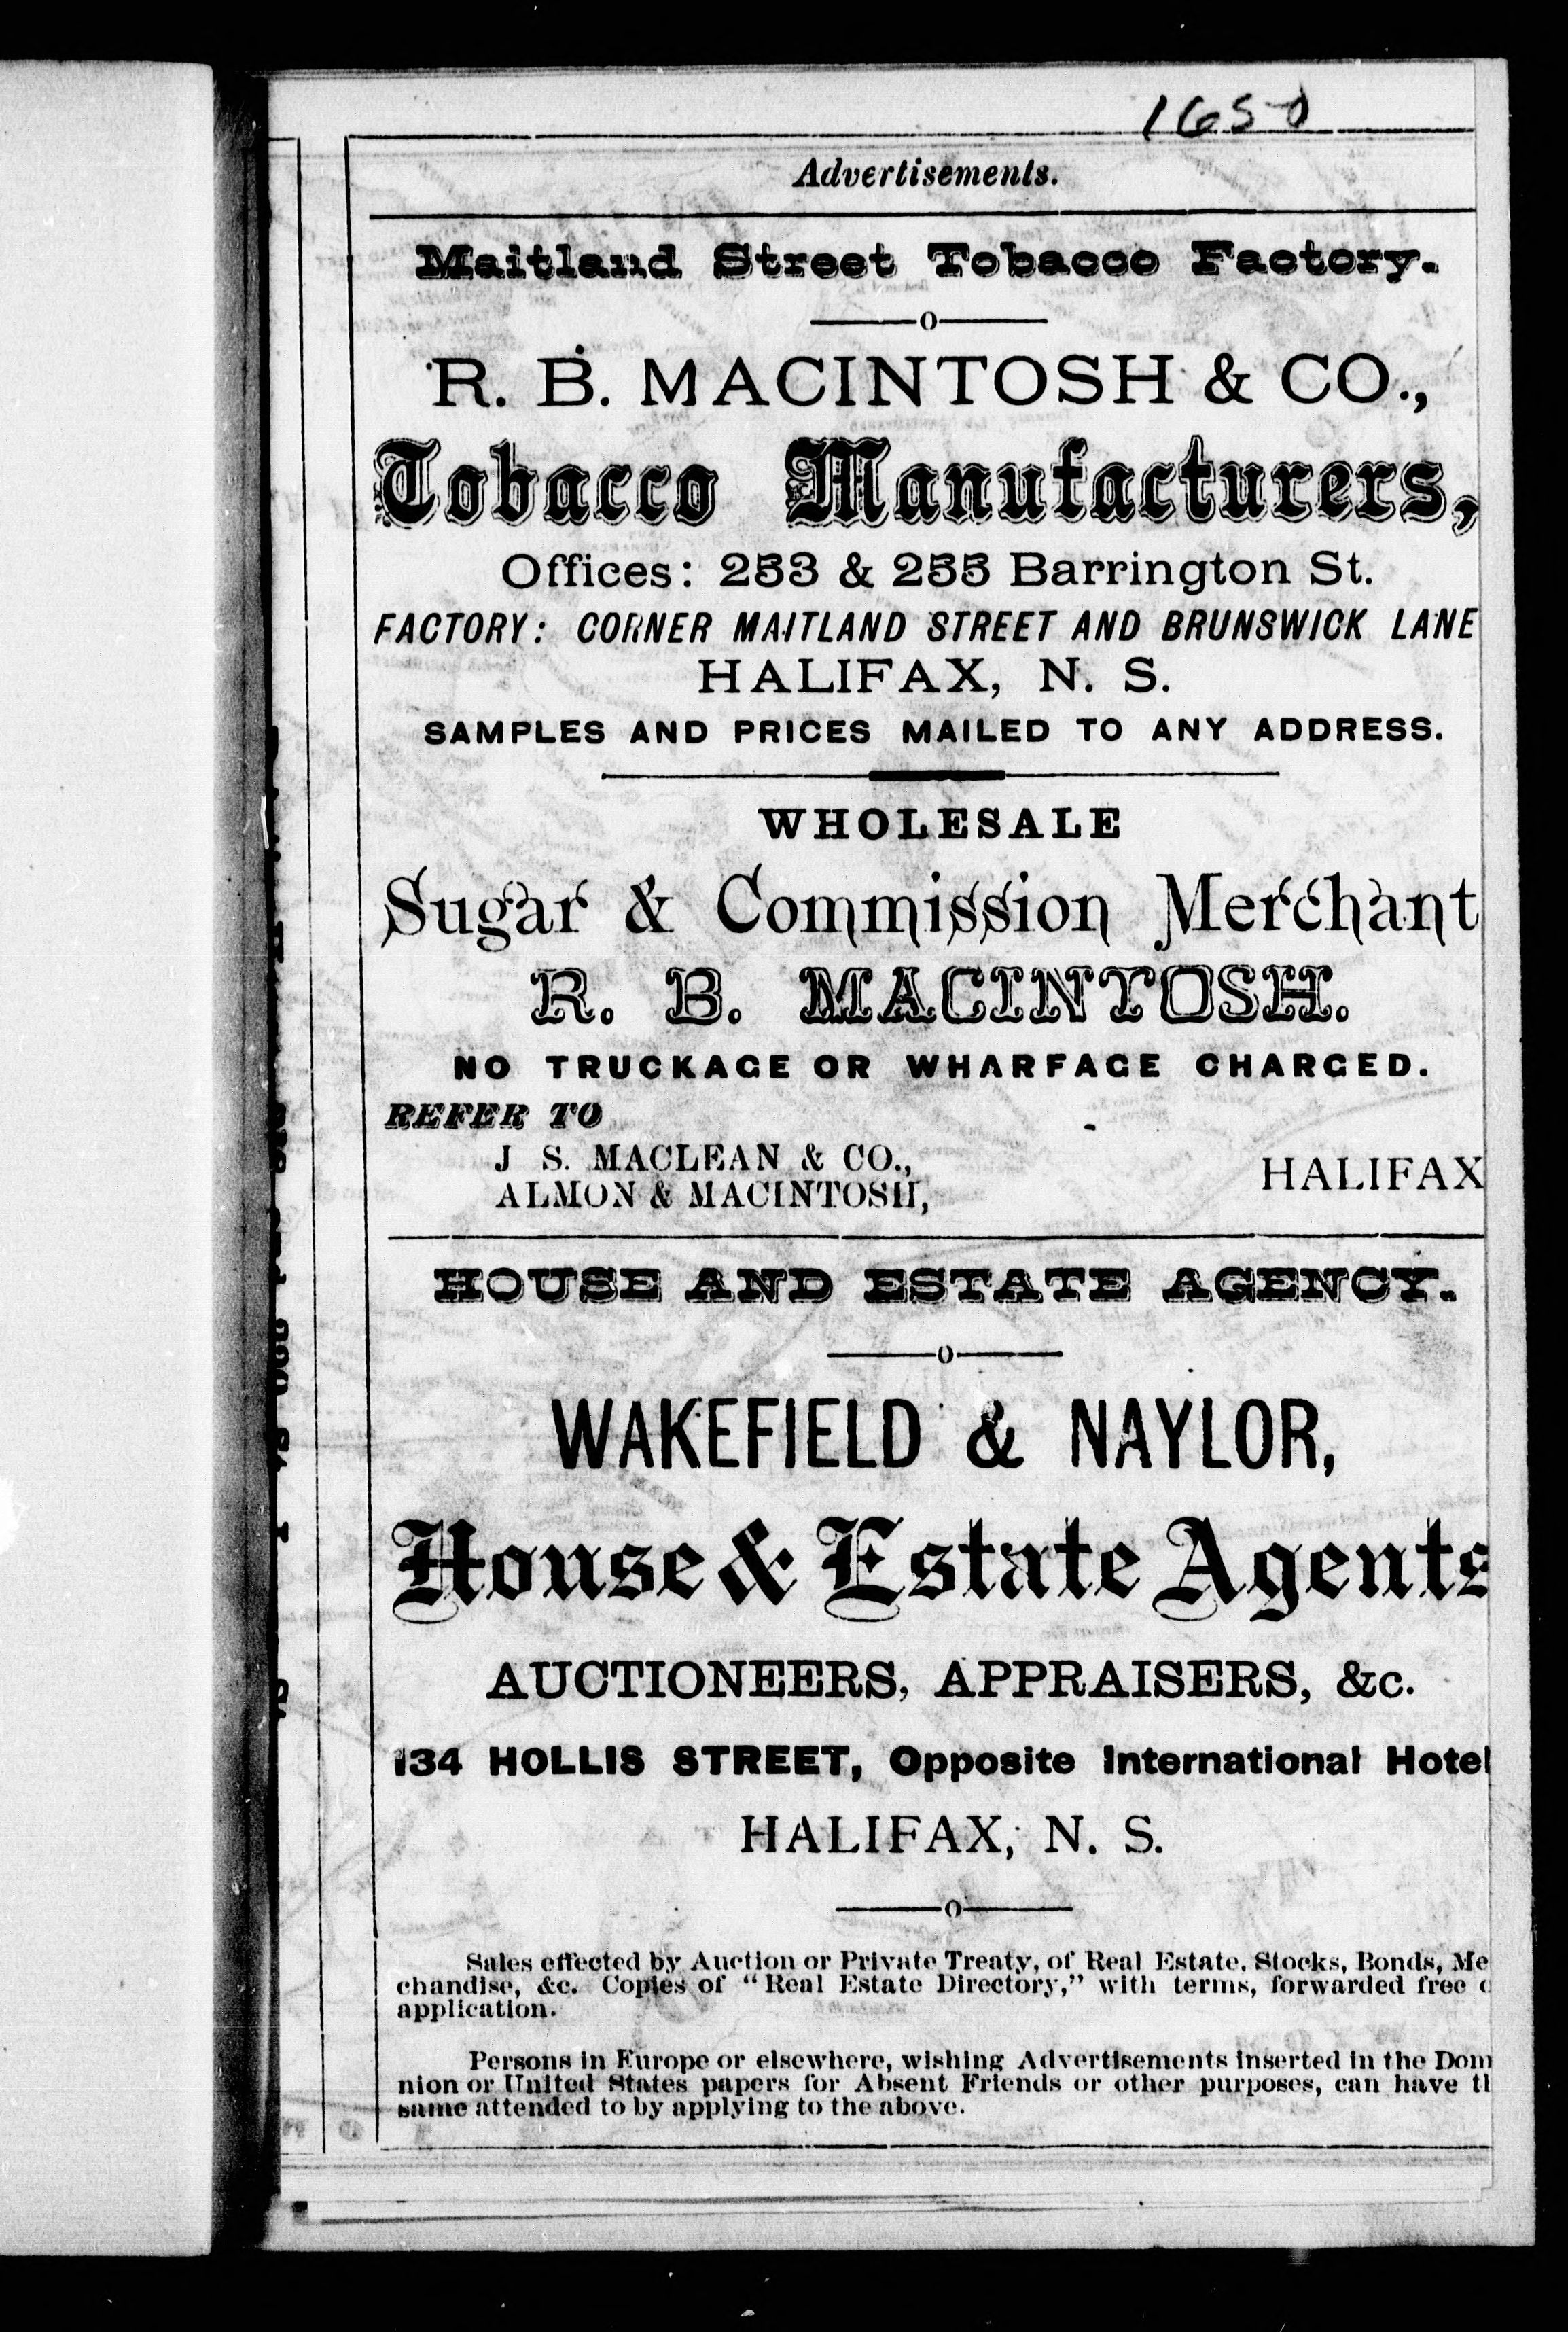 1650
Advertisements.
Maitland Street Tobacco Factory.
R. B. MACINTOSH & CO.,
Tobacco Manufacturers,
Offices: 253 & 255 Barrington St.
FACTORY: CORNER MAITLAND STREET AND BRUNSWICK LANE
HALIFAX, N. S.
SAMPLES AND PRICES MAILED TO ANY ADDRESS.
WHOLESALE
Sugar & Commission Merchant
R. B. MACINTOSH.
NO TRUCKAGE OR WHARFAGE CHARGED.
REFER TO
J S. MACLEAN & CO.,
ALMON & MACINTOSH,
HALIFAX
HOUSE AND ESTATE AGENCY.
WAKEFIELD & NAYLOR,
House & Estate Agents
AUCTIONEERS, APPRAISERS, &c.
134 HOLLIS STREET, Opposite International Hotel
HALIFAX, N. S.
Sales effected by Auction or Private Treaty, of Real Estate, Stocks, Bonds, Me
chandise, &c. Copies of "Real Estate Directory," with terms, forwarded free
application.
Persons in Europe or elsewhere, wishing Advertisements inserted in the Dom
nion or United States papers for Absent Friends or other purposes, can have
same attended to by applying to the above.